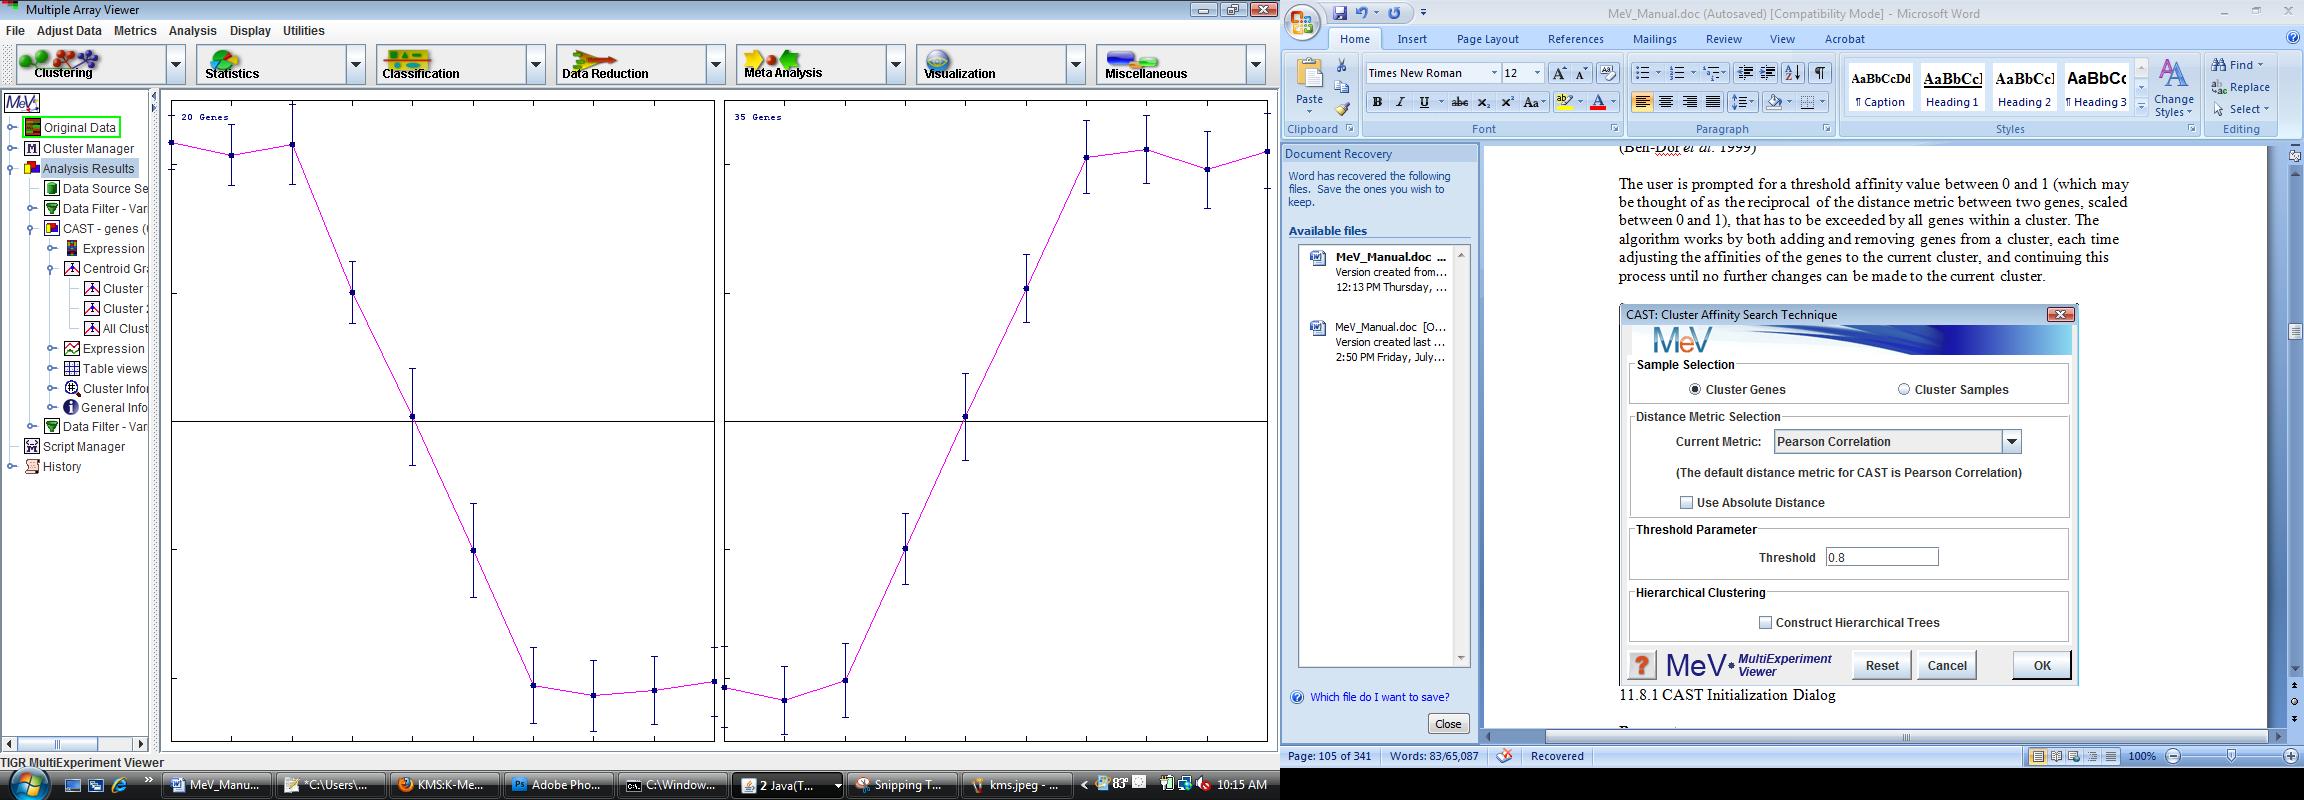 Multiple Array Viewer
File Adjust Data Metrics Analysis Display Utilities
Clustering Statistics Classification Data Reduction Meta Analysis Visualization Miscellaneous
MeV
Original Data
Cluster Manager
Analysis Results
Data Source Se
Data Filter - Var
CAST - genes (
Expression
Centroid Gra
Cluster
Cluster 2
All Clust
Expression
Table views
Cluster Infor
General Info
Data Filter - Var
Script Manager
History
20 Genes
35 Genes
TIGR MultiExperiment Viewer
MeV_Manual.doc (Autosaved) [Compatibility Mode] - Microsoft Word
Home Insert Page Layout References Mailings Review View Acrobat
Paste
Clipboard
Times New Roman 12
B I U abc x₂ x² Aa
Font
Paragraph
AaBbCcDd AaBbCcI AaBbCcI AaBbCc
¶ Caption Heading 1 Heading 2 ¶ Heading 3
Change Styles
Styles
Find
Replace
Select
Editing
Document Recovery
Word has recovered the following
files. Save the ones you wish to
keep.
Available files
MeV_Manual.doc ...
Version created from...
12:13 PM Thursday, ...
MeV_Manual.doc [O...
Version created last ...
2:50 PM Friday, July...
Which file do I want to save?
Close
(Ben-Dor et al. 1999)
The user is prompted for a threshold affinity value between 0 and 1 (which may
be thought of as the reciprocal of the distance metric between two genes, scaled
between 0 and 1), that has to be exceeded by all genes within a cluster. The
algorithm works by both adding and removing genes from a cluster, each time
adjusting the affinities of the genes to the current cluster, and continuing this
process until no further changes can be made to the current cluster.
CAST: Cluster Affinity Search Technique
MeV
Sample Selection
Cluster Genes Cluster Samples
Distance Metric Selection
Current Metric: Pearson Correlation
(The default distance metric for CAST is Pearson Correlation)
Use Absolute Distance
Threshold Parameter
Threshold 0.8
Hierarchical Clustering
Construct Hierarchical Trees
? MeV MultiExperiment Viewer Reset Cancel OK
11.8.1 CAST Initialization Dialog
Page: 105 of 341 Words: 83/65,087 Recovered 100%
MeV_Manu... *C:\Users\... KMS:K-Me... Adobe Pho... C:\Window... 2 Java(T... Snipping T... kms.jpeg - ... 83° 10:15 AM